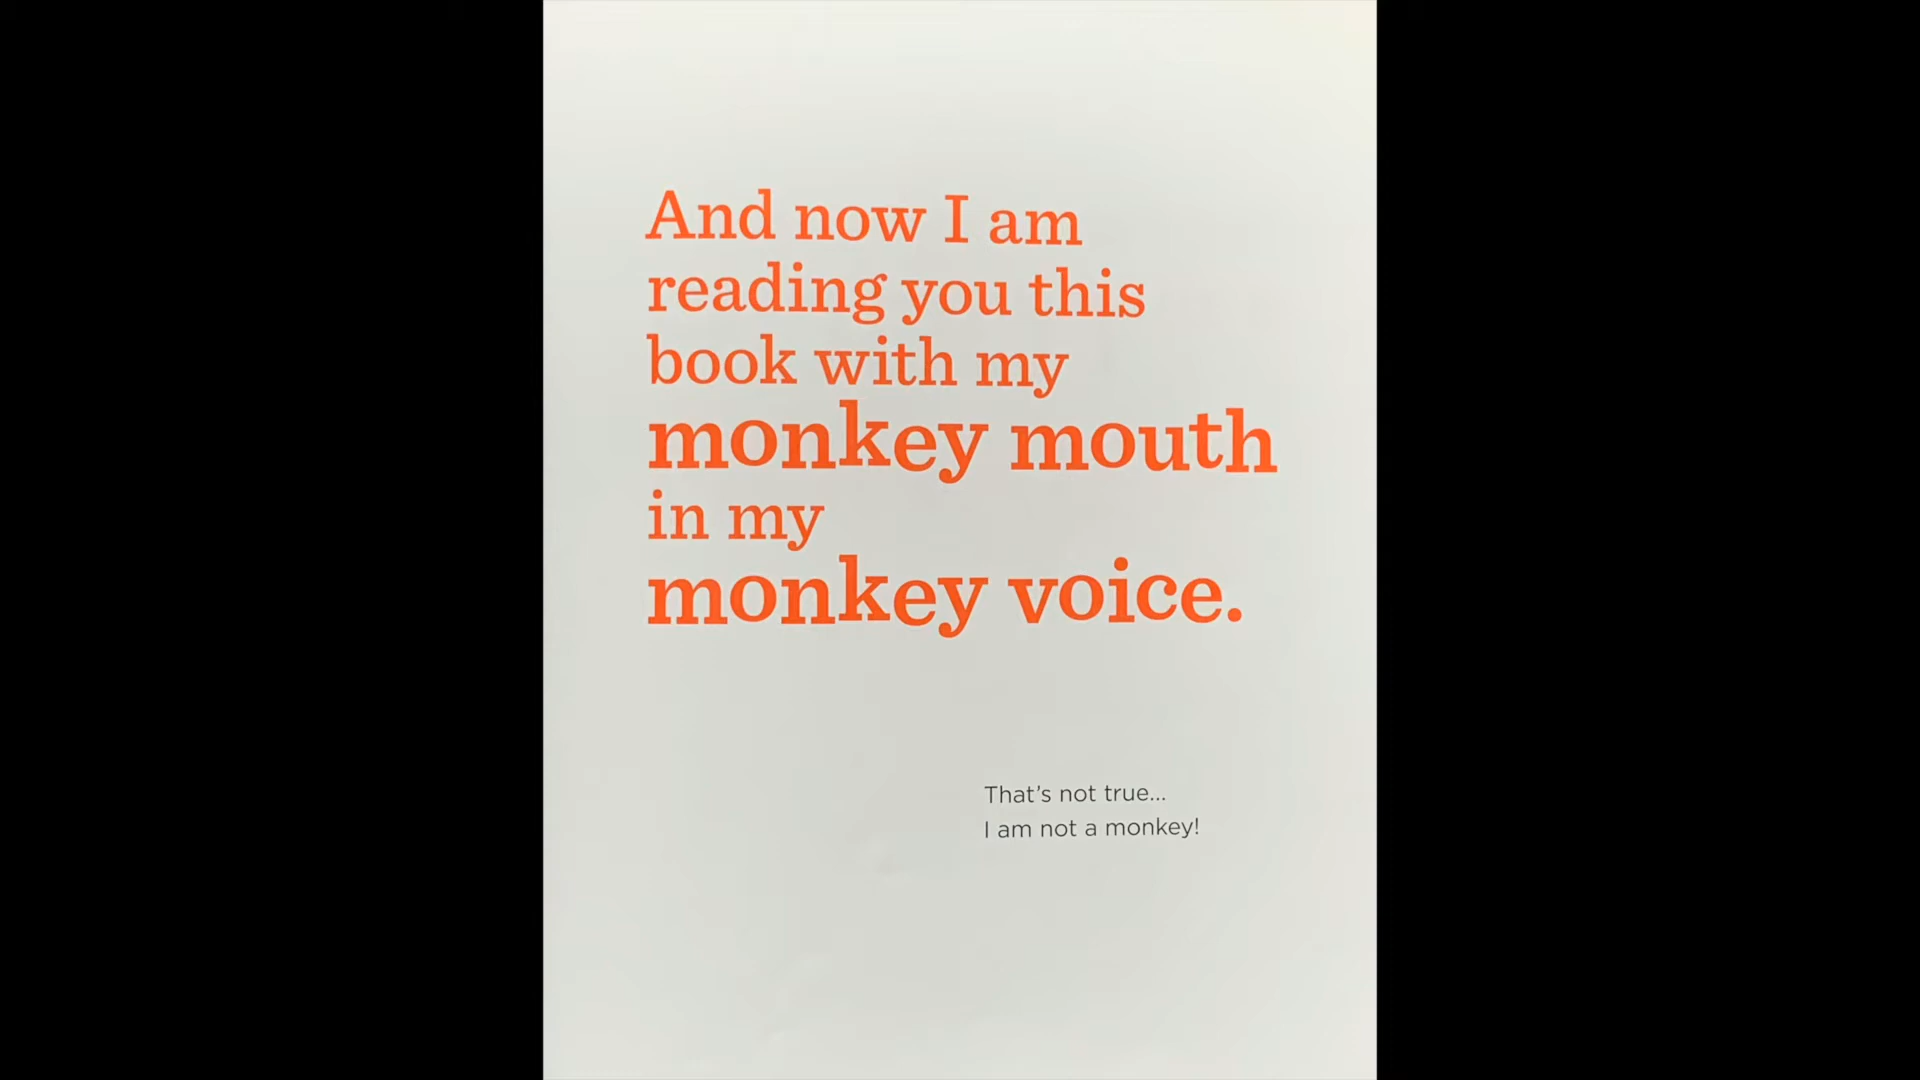 And now I am
reading you this
book with my
monkey mouth
in my
monkey voice.
That's not true...
I am not a monkey!